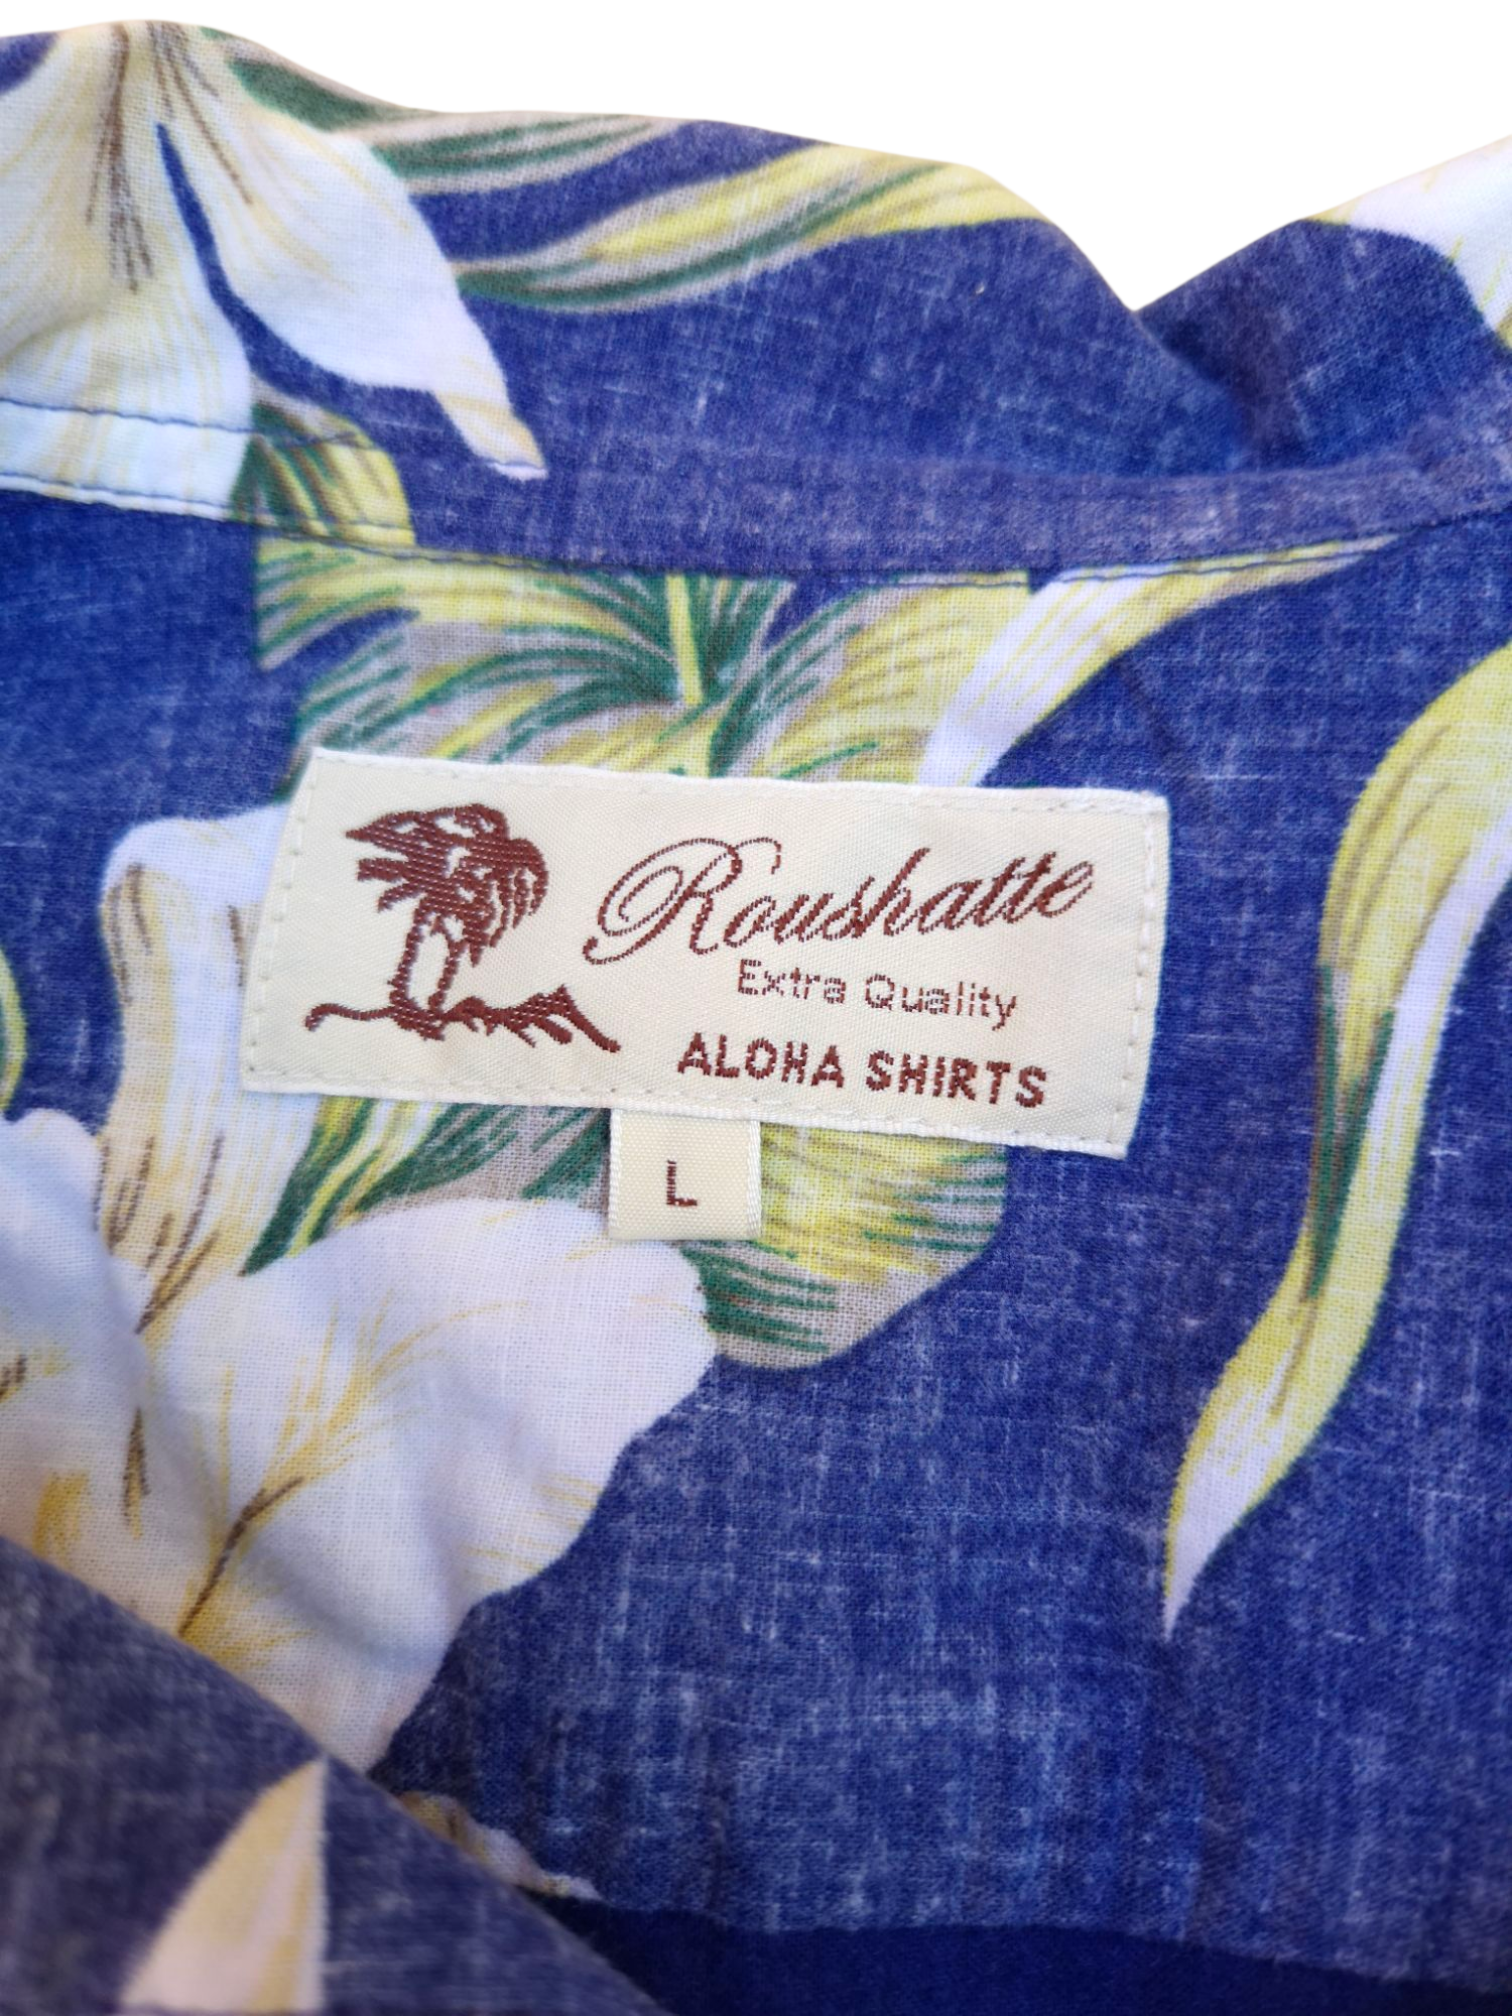 Roushatte
Extra Quality
ALOHA SHIRTS
L